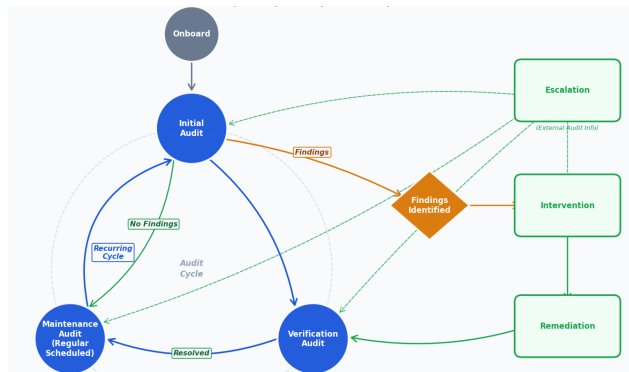 Onboard
Initial
Audit
Escalation
(External Audit Info)
Findings
Findings
Identified
Intervention
No Findings
Recurring
Cycle
Audit
Cycle
Maintenance
Audit
(Regular
Scheduled)
Resolved
Verification
Audit
Remediation